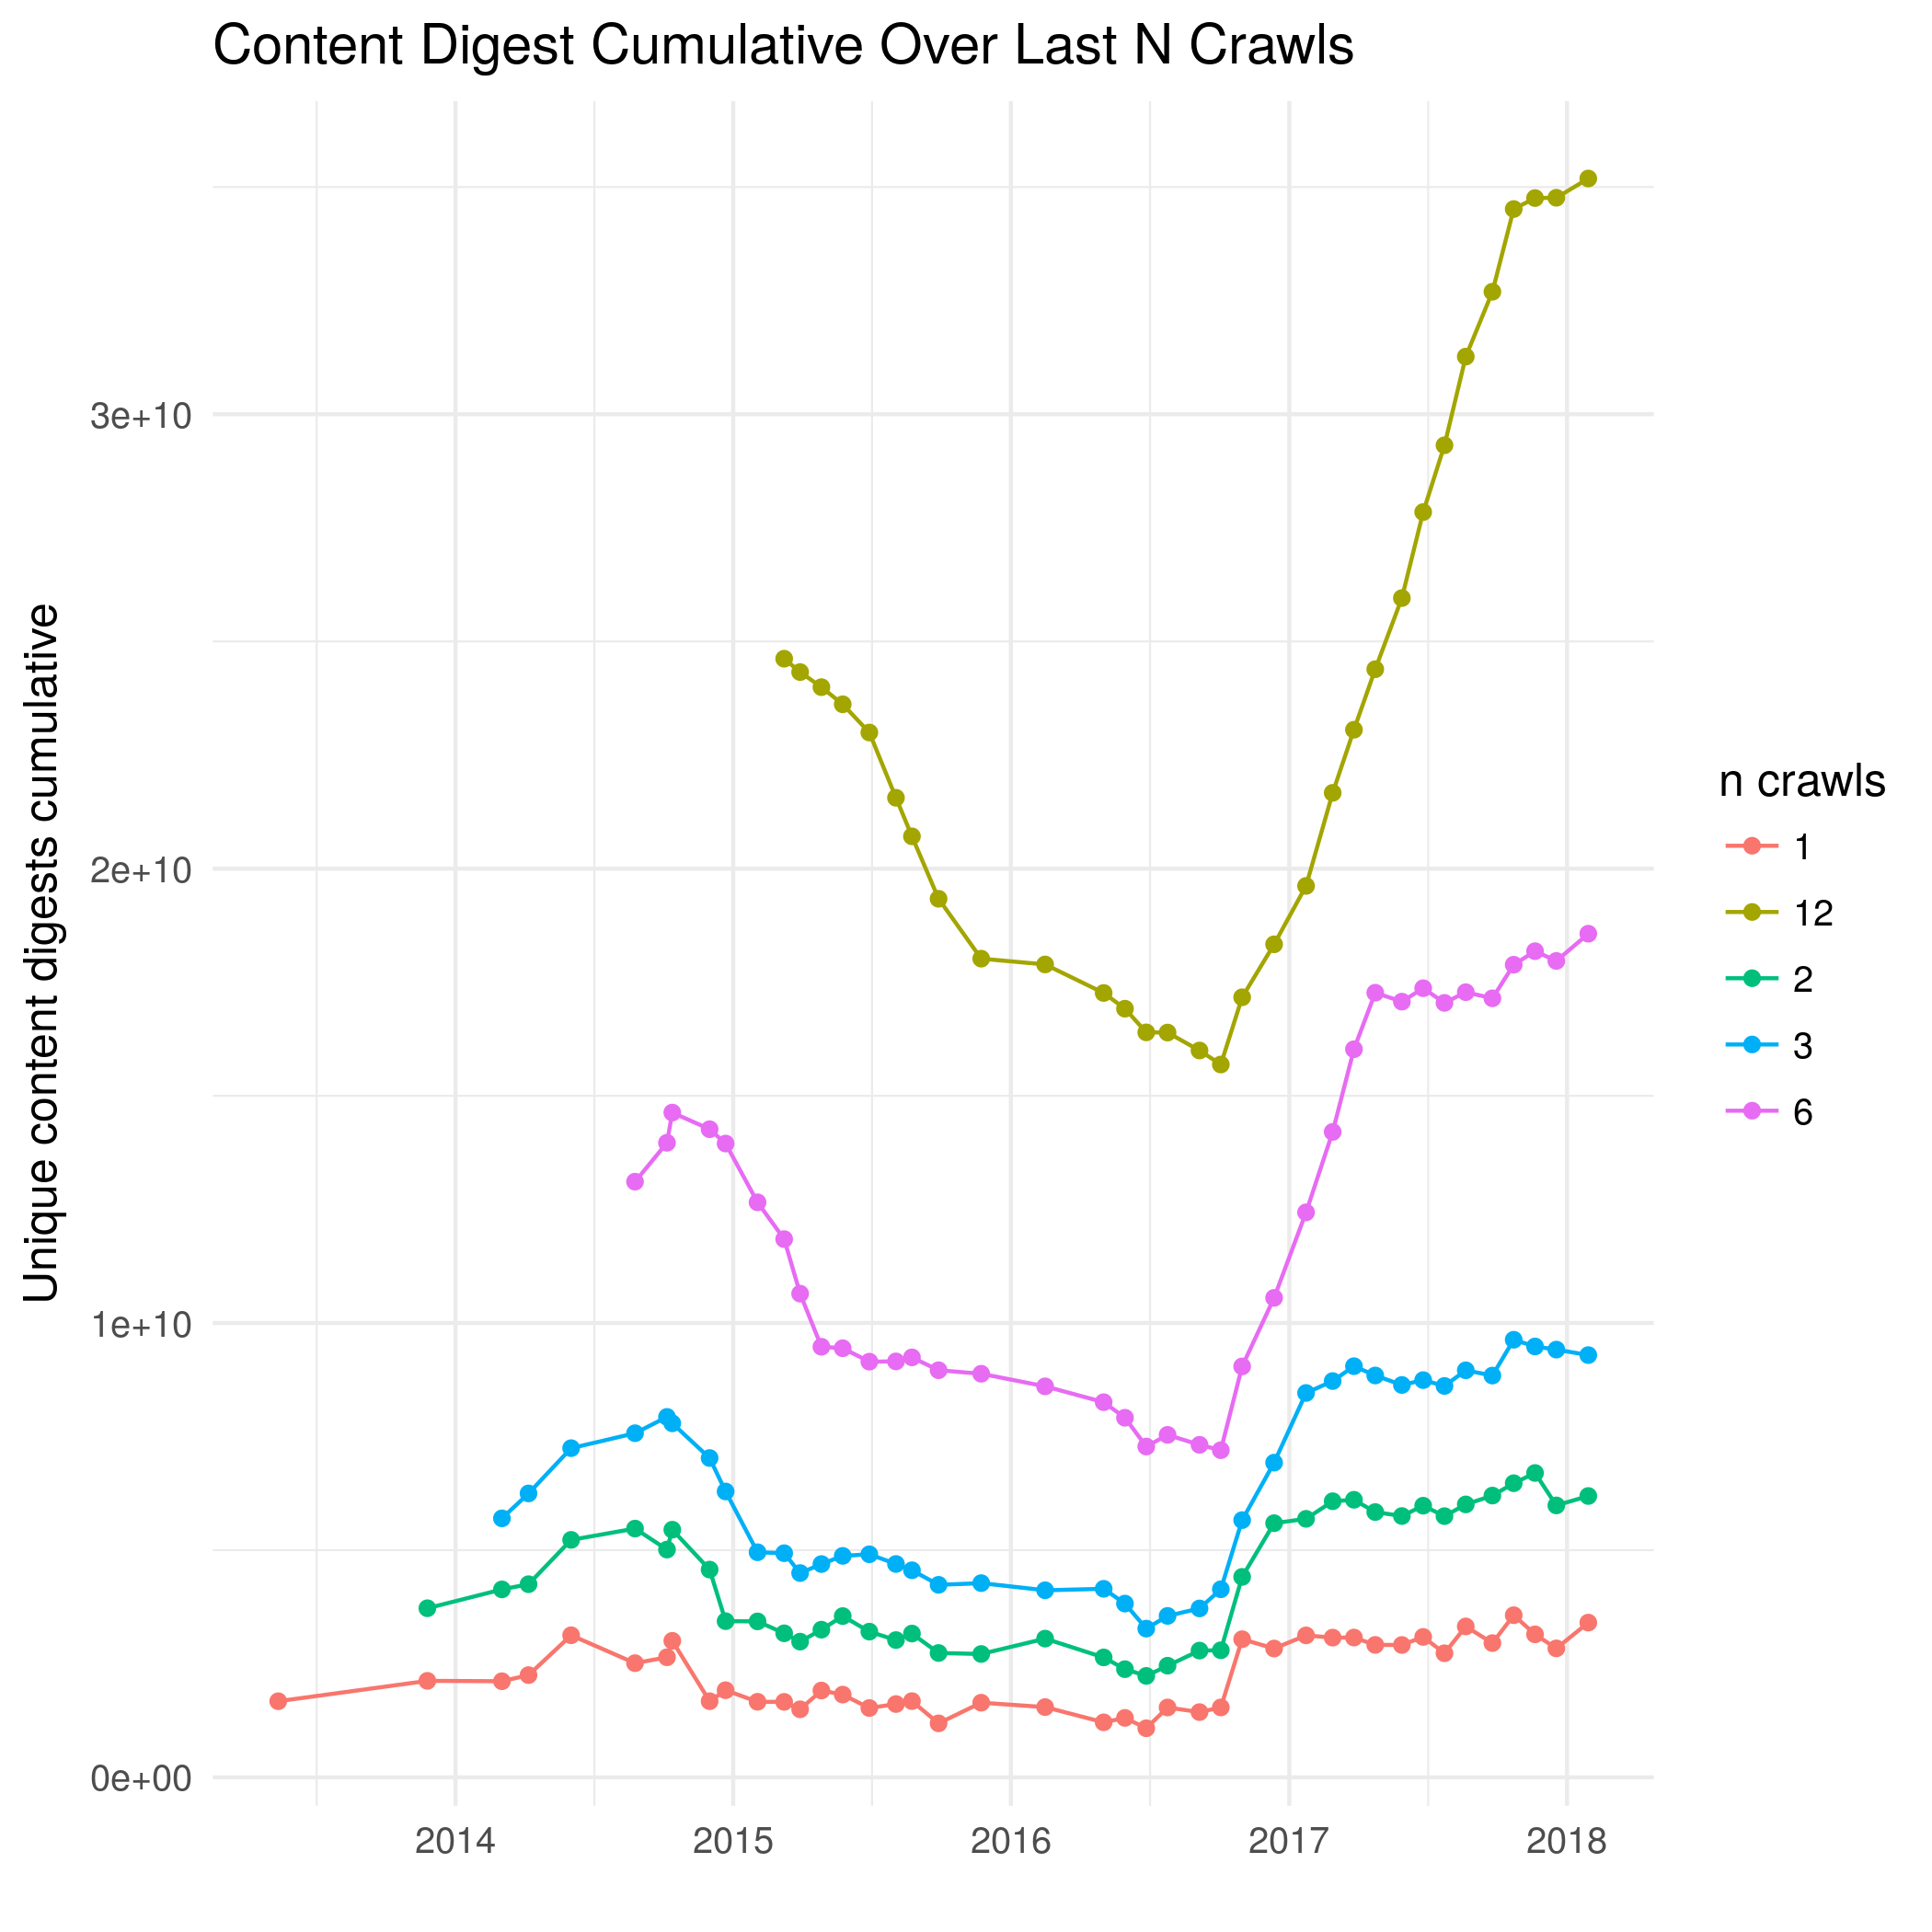 Content Digest Cumulative Over Last N Crawls
Unique content digests cumulative
3e+10
2e+10
1e+10
0e+00
2014
2015
2016
2017
2018
n crawls
1
12
2
3
6